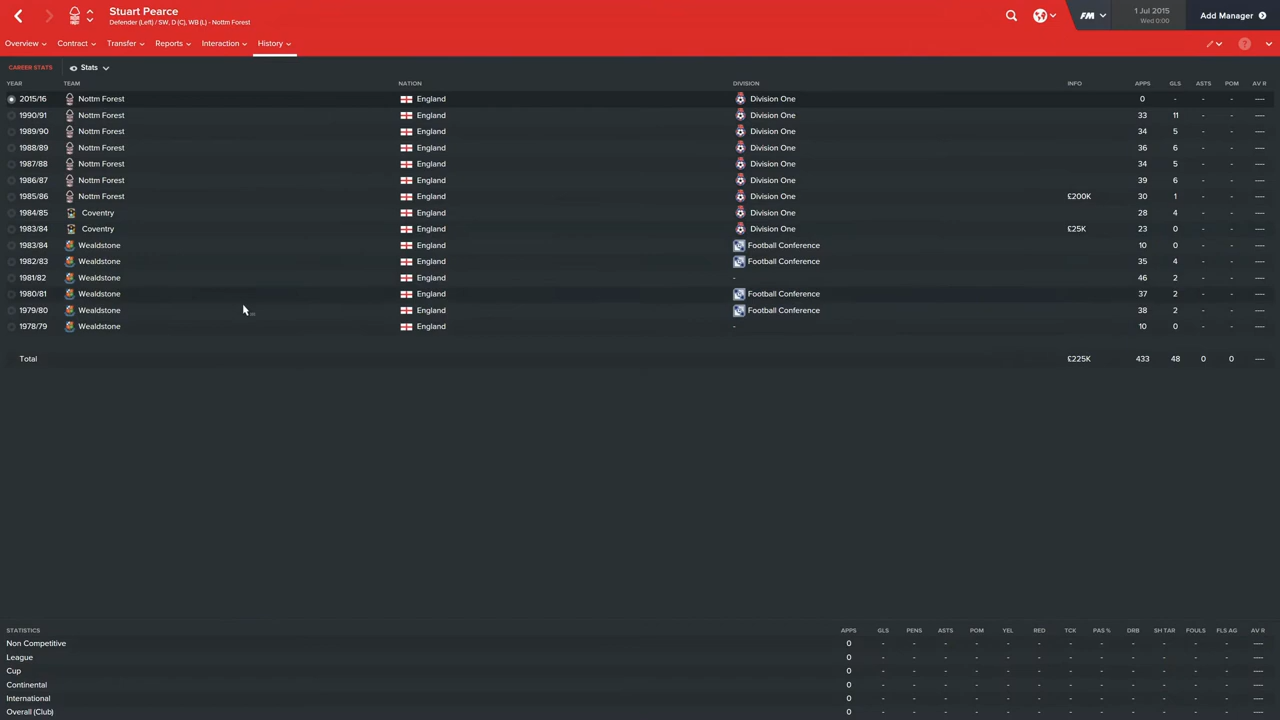 Stuart Pearce
Defender (Left) / SW, D (C), WB (L) - Nottm Forest
FM
1 Jul 2015
Wed 0:00
Add Manager
Overview Contract Transfer Reports Interaction History
CAREER STATS Stats
YEAR TEAM NATION DIVISION INFO APPS GLS ASTS POM AV R
2015/16 Nottm Forest England Division One 0 - - - ----
1990/91 Nottm Forest England Division One 33 11 - - ----
1989/90 Nottm Forest England Division One 34 5 - - ----
1988/89 Nottm Forest England Division One 36 6 - - ----
1987/88 Nottm Forest England Division One 34 5 - - ----
1986/87 Nottm Forest England Division One 39 6 - - ----
1985/86 Nottm Forest England Division One £200K 30 1 - - ----
1984/85 Coventry England Division One 28 4 - - ----
1983/84 Coventry England Division One £25K 23 0 - - ----
1983/84 Wealdstone England Football Conference 10 0 - - ----
1982/83 Wealdstone England Football Conference 35 4 - - ----
1981/82 Wealdstone England - 46 2 - - ----
1980/81 Wealdstone England Football Conference 37 2 - - ----
1979/80 Wealdstone England Football Conference 38 2 - - ----
1978/79 Wealdstone England - 10 0 - - ----
Total £225K 433 48 0 0 ----
STATISTICS APPS GLS PENS ASTS POM YEL RED TCK PAS % DRB SH TAR FOULS FLS AG AV R
Non Competitive 0 - - - - - - - - - - - - ----
League 0 - - - - - - - - - - - - ----
Cup 0 - - - - - - - - - - - - ----
Continental 0 - - - - - - - - - - - - ----
International 0 - - - - - - - - - - - - ----
Overall (Club) 0 - - - - - - - - - - - - ----